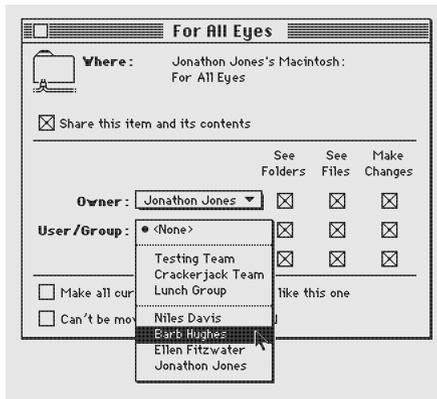 For All Eyes
Where: Jonathon Jones's Macintosh:
For All Eyes
Share this item and its contents
See Folders See Files Make Changes
Owner: Jonathon Jones
User/Group: <None>
Testing Team
Crackerjack Team
Lunch Group
Make all cur like this one
Niles Davis
Can't be mov
Barb Hughes
Ellen Fitzwater
Jonathon Jones